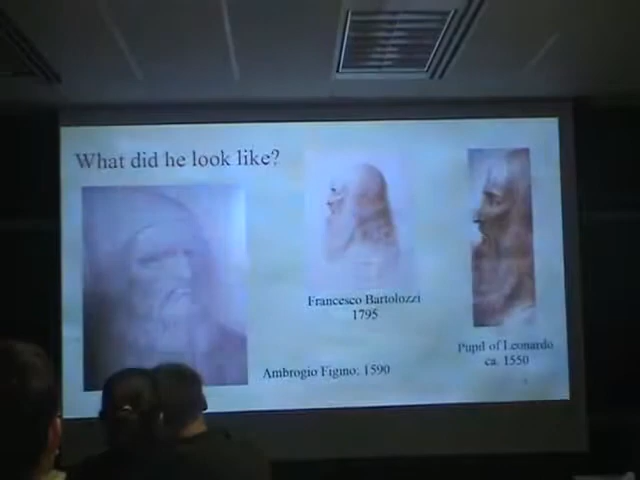 What did he look like?
Francesco Bartolozzi
1795
Ambrogio Figino, 1590
Pupil of Leonardo
ca. 1550